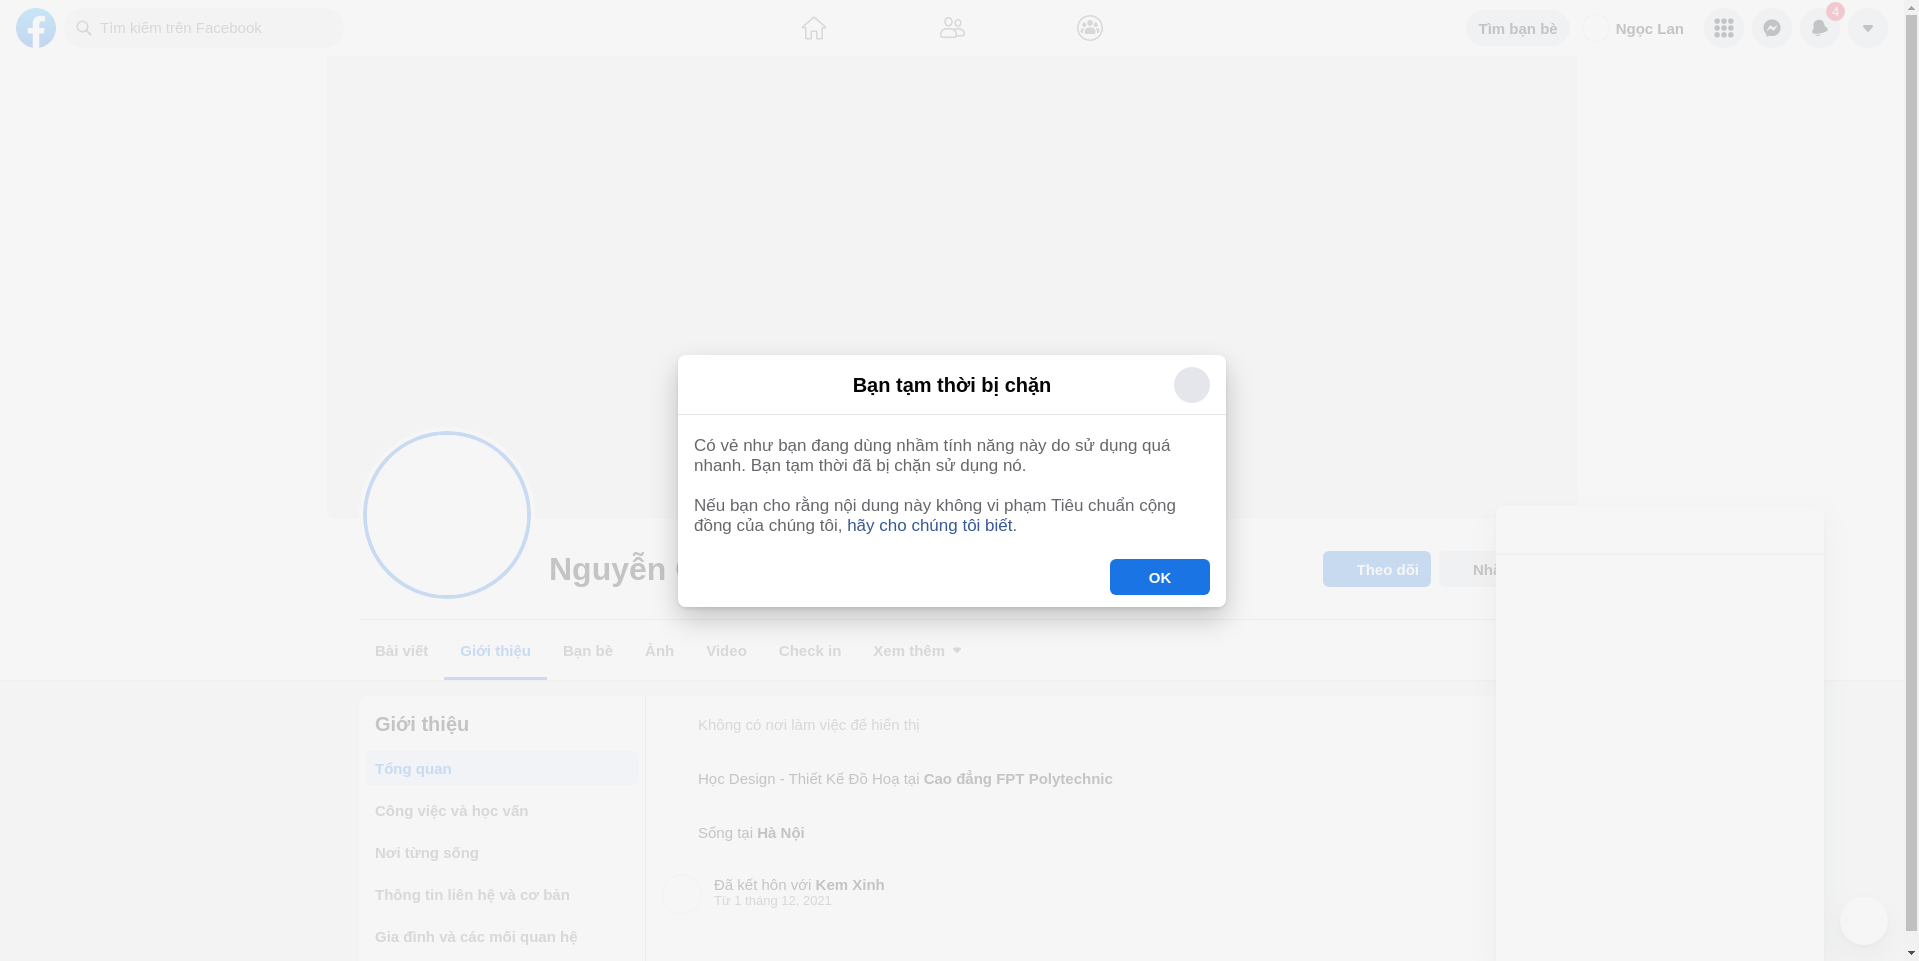 Tìm kiếm trên Facebook
Tìm bạn bè
Ngọc Lan
4
Bạn tạm thời bị chặn
Có vẻ như bạn đang dùng nhầm tính năng này do sử dụng quá
nhanh. Bạn tạm thời đã bị chặn sử dụng nó.
Nếu bạn cho rằng nội dung này không vi phạm Tiêu chuẩn cộng
đồng của chúng tôi, hãy cho chúng tôi biết.
OK
Nguyễn
Theo dõi
Bài viết
Giới thiệu
Bạn bè
Ảnh
Video
Check in
Xem thêm
Giới thiệu
Tổng quan
Công việc và học vấn
Nơi từng sống
Thông tin liên hệ và cơ bản
Gia đình và các mối quan hệ
Không có nơi làm việc để hiển thị
Học Design - Thiết Kế Đồ Hoạ tại Cao đẳng FPT Polytechnic
Sống tại Hà Nội
Đã kết hôn với Kem Xinh
Từ 1 tháng 12, 2021